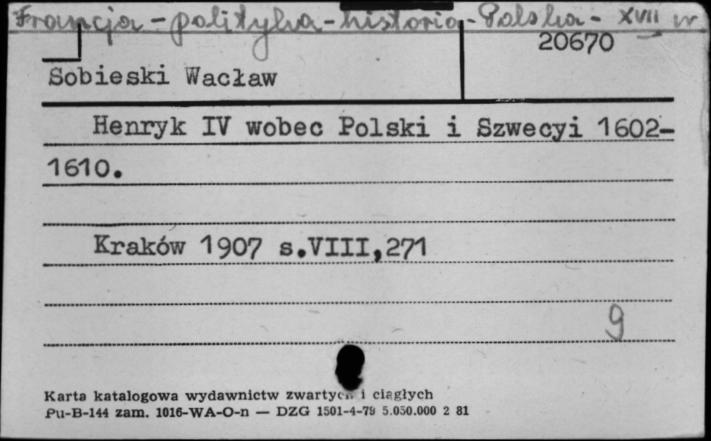 Francja - polityka - historia - Polska - XVII w
20670
Sobieski Wacław
Henryk IV wobec Polski i Szwecyi 1602-
1610.
Kraków 1907 s.VIII,271
9
Karta katalogowa wydawnictw zwartych i ciągłych
Pu-B-144 zam. 1016-WA-O-n — DZG 1501-4-79 5.050.000 2 81